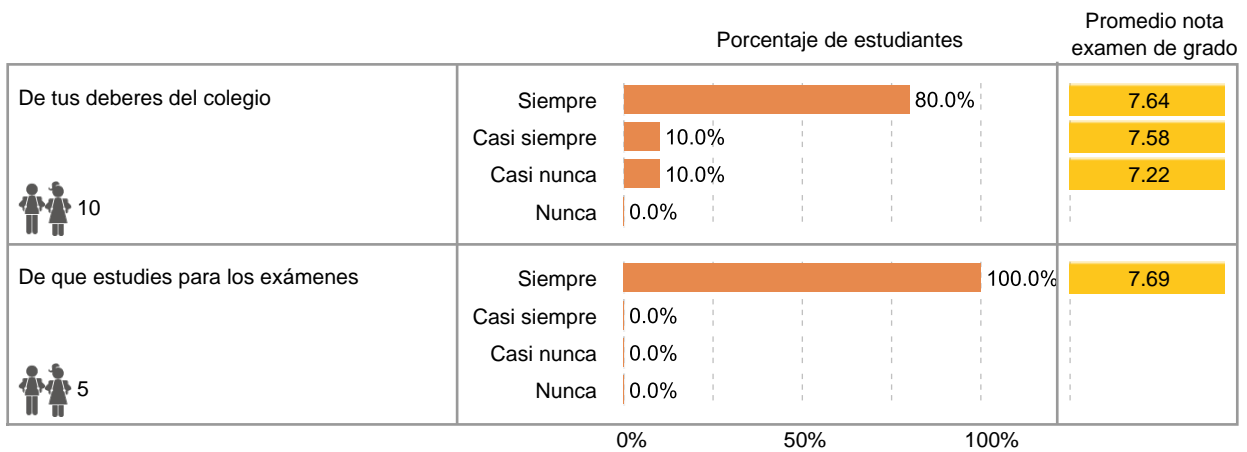 Porcentaje de estudiantes
Promedio nota
examen de grado
De tus deberes del colegio
10
Siempre 80.0% 7.64
Casi siempre 10.0% 7.58
Casi nunca 10.0% 7.22
Nunca 0.0%
De que estudies para los exámenes
5
Siempre 100.0% 7.69
Casi siempre 0.0%
Casi nunca 0.0%
Nunca 0.0%
0% 50% 100%